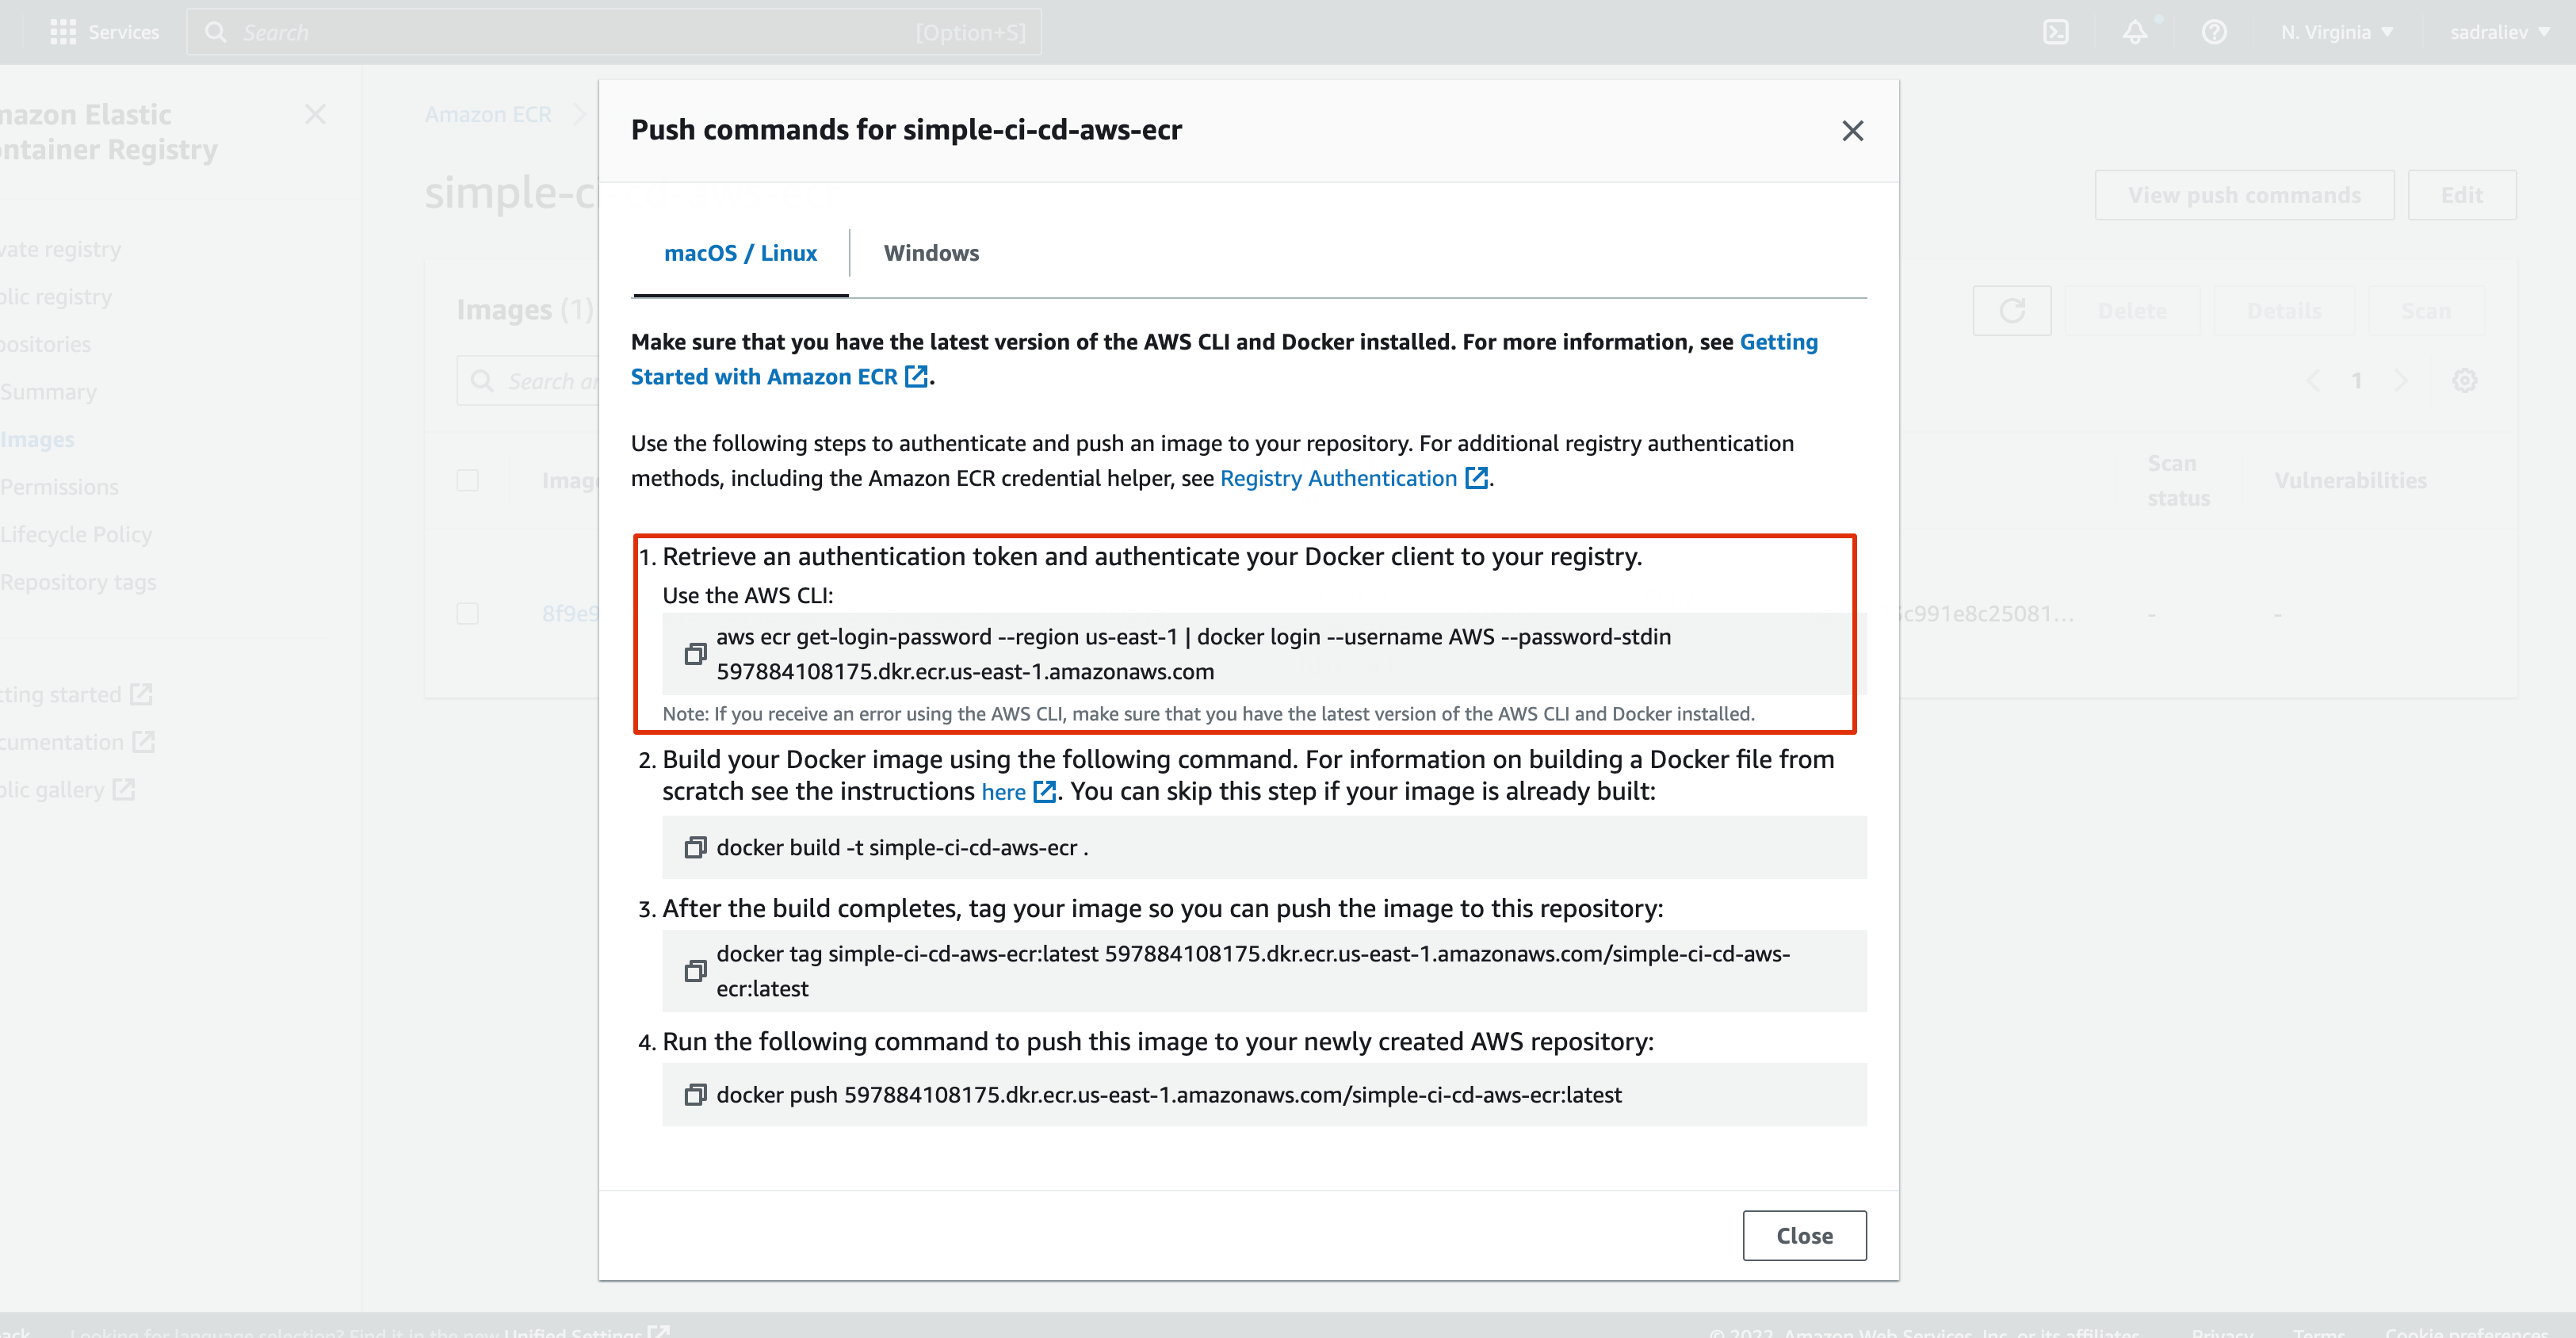 Services
Search
[Option+S]
N. Virginia
sadraliev
mazon Elastic
ontainer Registry
Amazon ECR
Push commands for simple-ci-cd-aws-ecr
simple-c
View push commands
Edit
vate registry
blic registry
positories
Summary
Images
Permissions
Lifecycle Policy
Repository tags
tting started
cumentation
blic gallery
Images (1)
Delete
Details
Scan
Search ar
1
Image
Scan
status
Vulnerabilities
8f9e9
c991e8c25081...
-
-
macOS / Linux
Windows
Make sure that you have the latest version of the AWS CLI and Docker installed. For more information, see Getting
Started with Amazon ECR.
Use the following steps to authenticate and push an image to your repository. For additional registry authentication
methods, including the Amazon ECR credential helper, see Registry Authentication.
1. Retrieve an authentication token and authenticate your Docker client to your registry.
Use the AWS CLI:
aws ecr get-login-password --region us-east-1 | docker login --username AWS --password-stdin
597884108175.dkr.ecr.us-east-1.amazonaws.com
Note: If you receive an error using the AWS CLI, make sure that you have the latest version of the AWS CLI and Docker installed.
2. Build your Docker image using the following command. For information on building a Docker file from
scratch see the instructions here. You can skip this step if your image is already built:
docker build -t simple-ci-cd-aws-ecr .
3. After the build completes, tag your image so you can push the image to this repository:
docker tag simple-ci-cd-aws-ecr:latest 597884108175.dkr.ecr.us-east-1.amazonaws.com/simple-ci-cd-aws-
ecr:latest
4. Run the following command to push this image to your newly created AWS repository:
docker push 597884108175.dkr.ecr.us-east-1.amazonaws.com/simple-ci-cd-aws-ecr:latest
Close
back
Looking for language selection? Find it in the new Unified Settings
© 2022, Amazon Web Services, Inc. or its affiliates.
Privacy
Terms
Cookie preferences